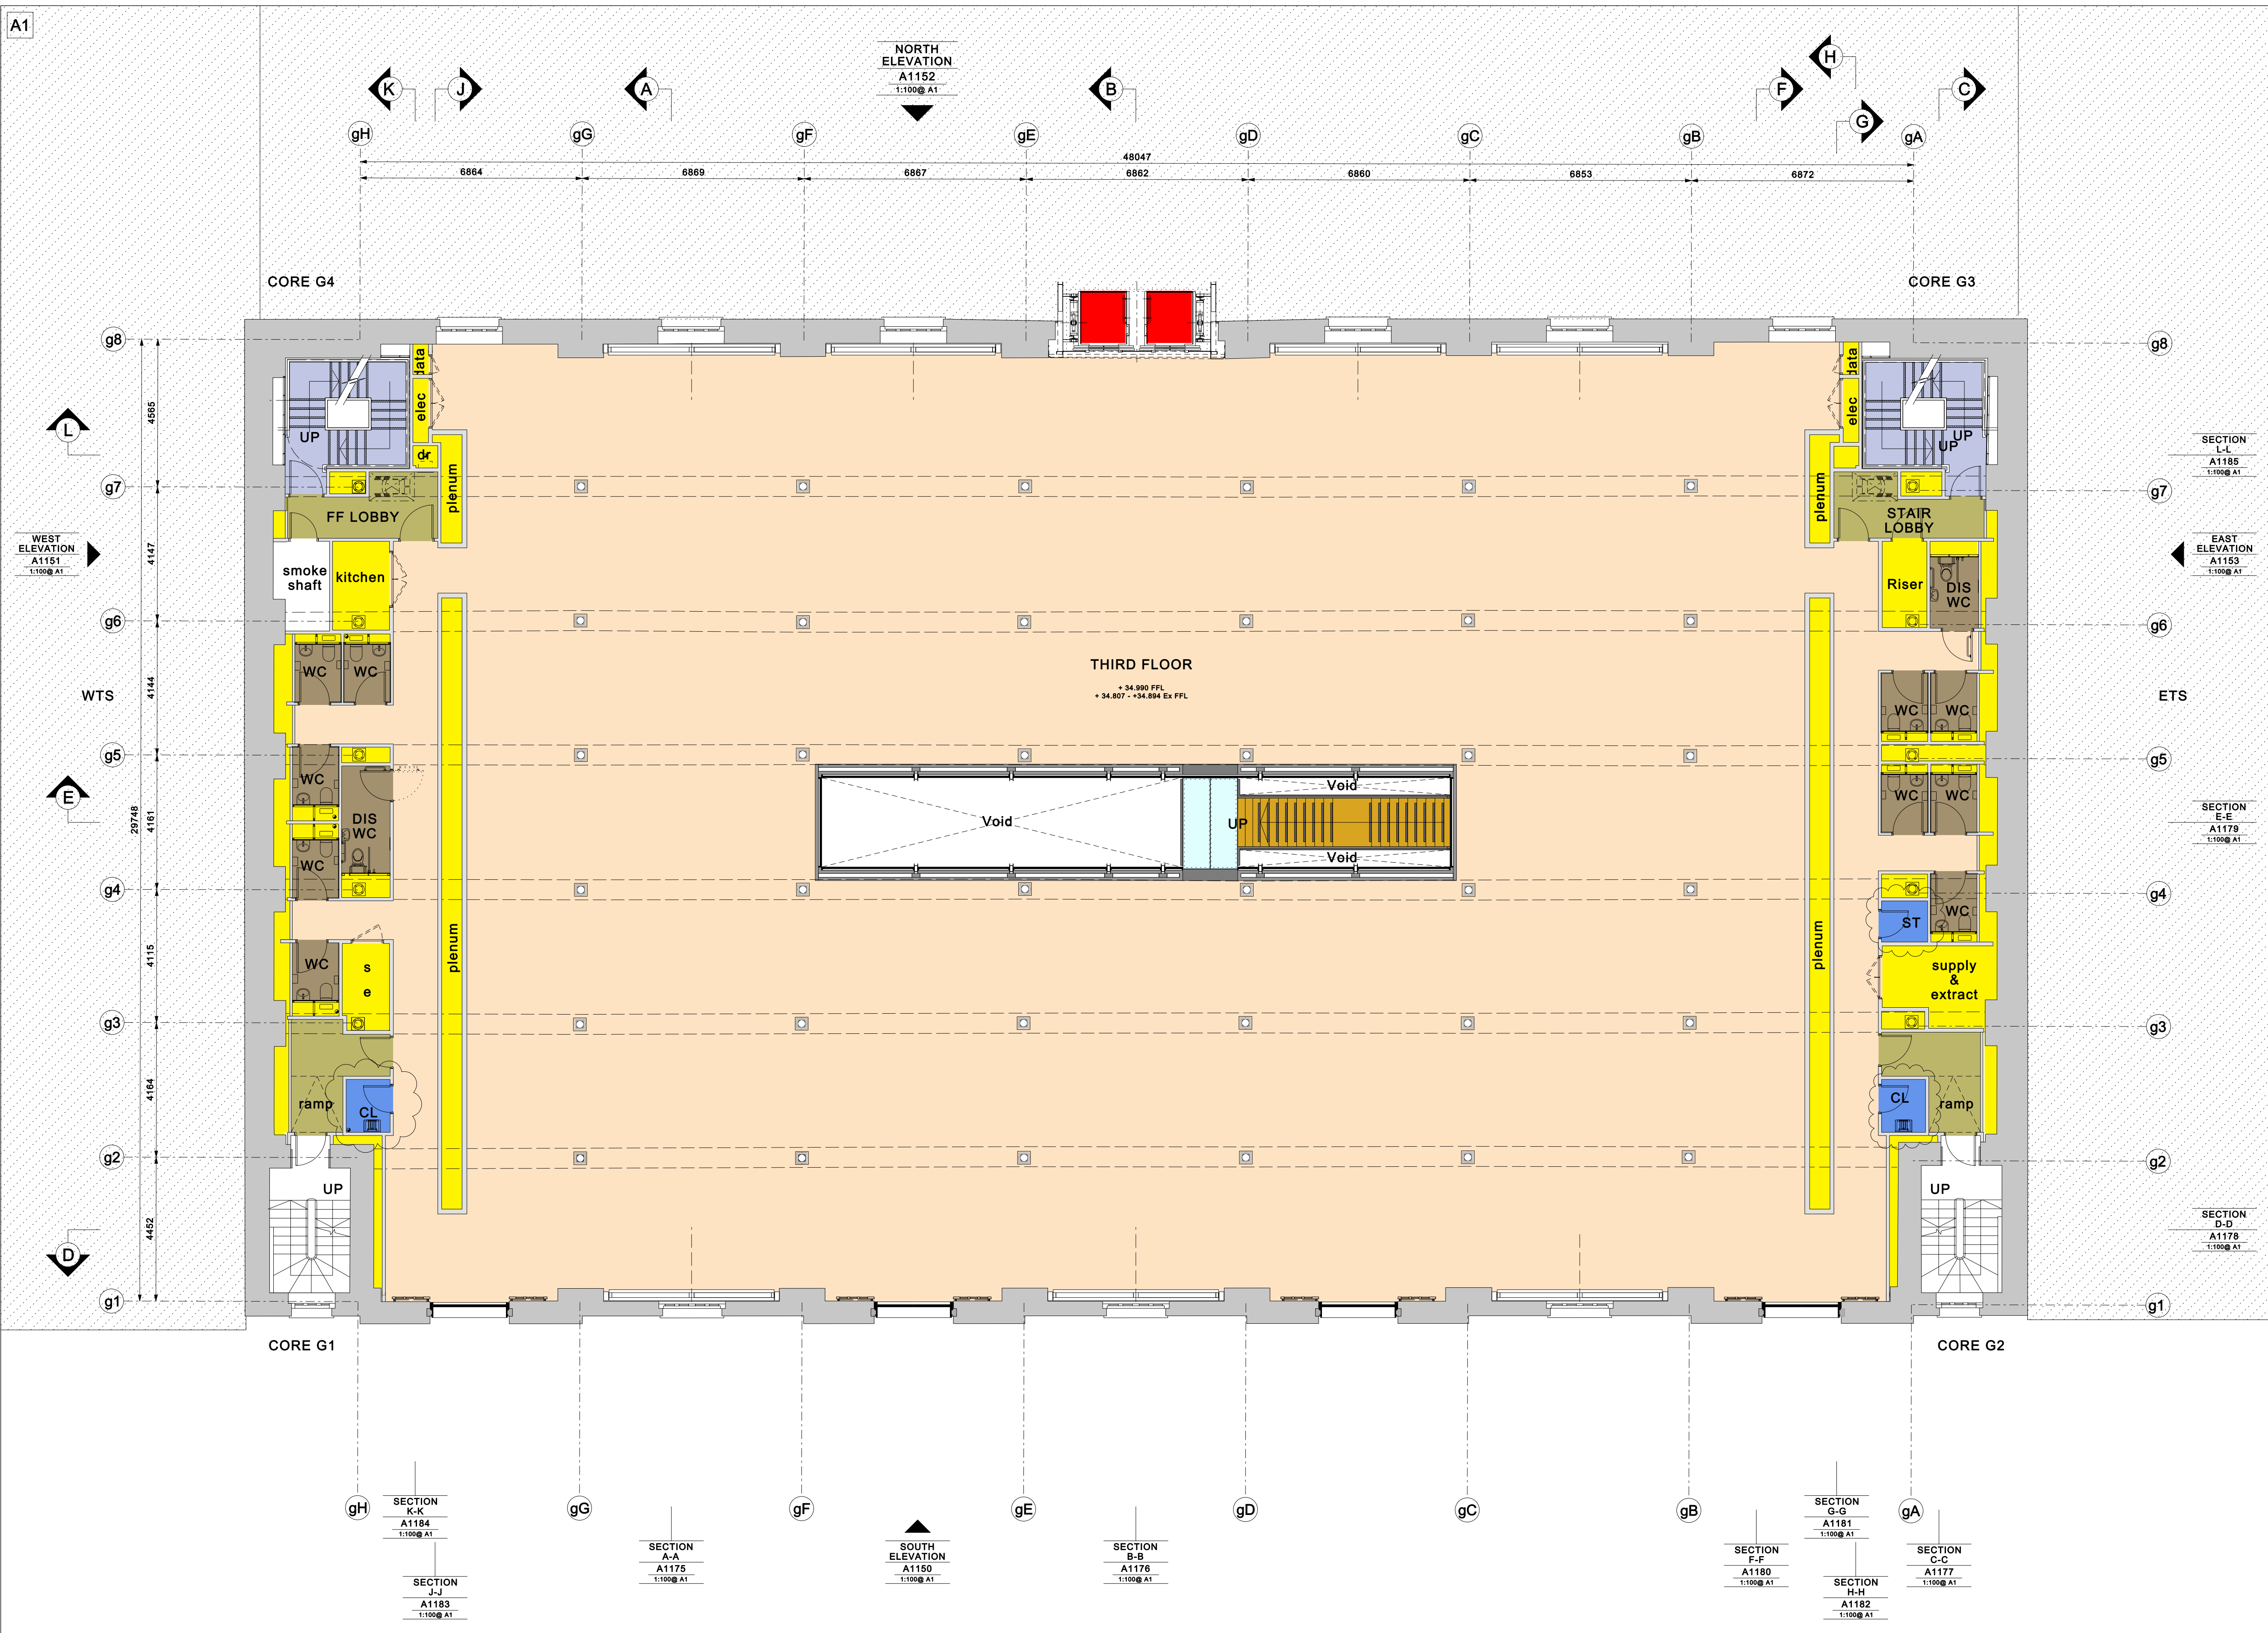 A1
NORTH
ELEVATION
A1152
1:100@ A1
K
J
A
B
F
H
G
C
gH
gG
gF
gE
gD
gC
gB
gA
48047
6864
6869
6867
6862
6860
6853
6872
CORE G4
CORE G3
g8
g8
data
elec
dr
UP
plenum
data
elec
UP
UP
plenum
4565
L
SECTION
L-L
A1185
1:100@ A1
g7
g7
FF LOBBY
STAIR
LOBBY
WEST
ELEVATION
A1151
1:100@ A1
4147
EAST
ELEVATION
A1153
1:100@ A1
smoke
shaft
kitchen
Riser
DIS
WC
g6
g6
THIRD FLOOR
+ 34.990 FFL
+ 34.807 - +34.894 Ex FFL
WC
WC
WTS
4144
ETS
WC
WC
g5
g5
WC
Void
E
29748
4161
DIS
WC
Void
UP
Void
WC
WC
SECTION
E-E
A1179
1:100@ A1
WC
g4
g4
ST
WC
plenum
plenum
4115
WC
s
e
supply
&
extract
g3
g3
4164
ramp
CL
CL
ramp
g2
g2
UP
UP
4452
D
SECTION
D-D
A1178
1:100@ A1
g1
g1
CORE G1
CORE G2
gH
gG
gF
gE
gD
gC
gB
gA
SECTION
K-K
A1184
1:100@ A1
SECTION
J-J
A1183
1:100@ A1
SECTION
A-A
A1175
1:100@ A1
SOUTH
ELEVATION
A1150
1:100@ A1
SECTION
B-B
A1176
1:100@ A1
SECTION
F-F
A1180
1:100@ A1
SECTION
G-G
A1181
1:100@ A1
SECTION
H-H
A1182
1:100@ A1
SECTION
C-C
A1177
1:100@ A1